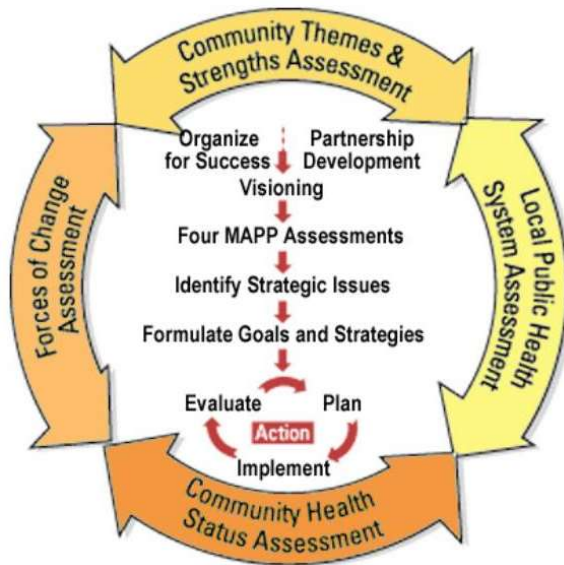 Community Themes &
Strengths Assessment
Organize
for Success
Partnership
Development
Visioning
Four MAPP Assessments
Identify Strategic Issues
Formulate Goals and Strategies
Evaluate
Plan
Action
Implement
Forces of Change
Assessment
Local Public Health
System Assessment
Community Health
Status Assessment